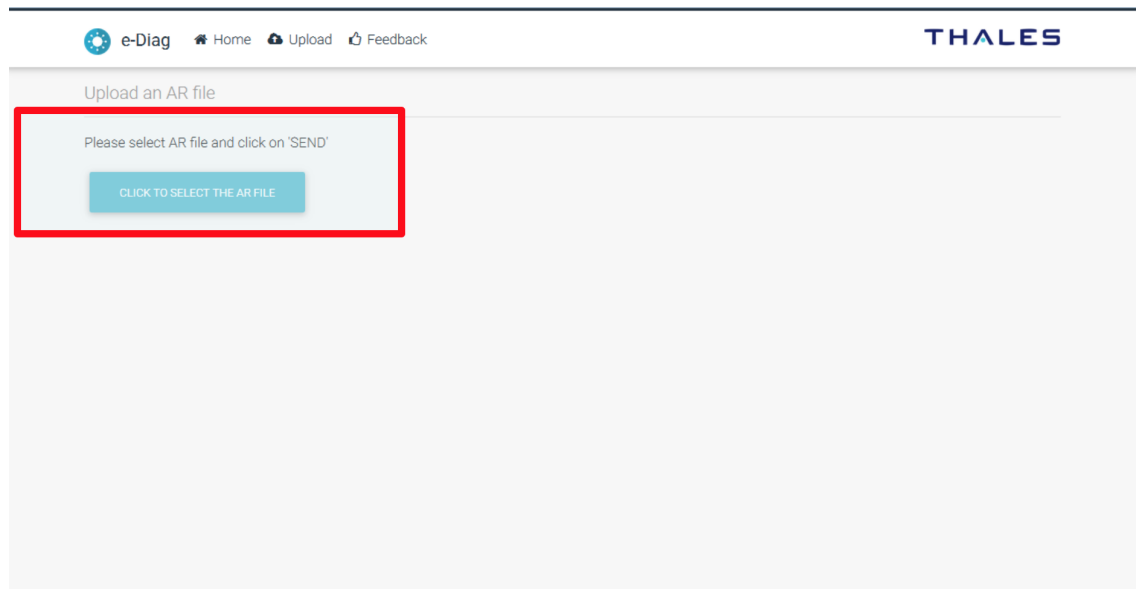 e-Diag Home Upload Feedback THALES
Upload an AR file
Please select AR file and click on 'SEND'
CLICK TO SELECT THE AR FILE